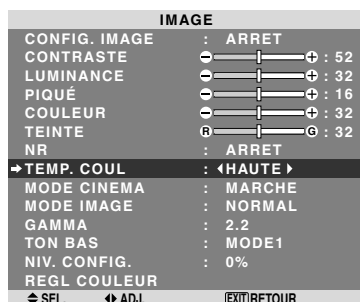 IMAGE
CONFIG. IMAGE : ARRET
CONTRASTE : 52
LUMINANCE : 32
PIQUÉ : 16
COULEUR : 32
TEINTE R G : 32
NR : ARRET
TEMP. COUL : HAUTE
MODE CINEMA : MARCHE
MODE IMAGE : NORMAL
GAMMA : 2.2
TON BAS : MODE1
NIV. CONFIG. : 0%
REGL COULEUR
SEL. ADJ. EXIT RETOUR